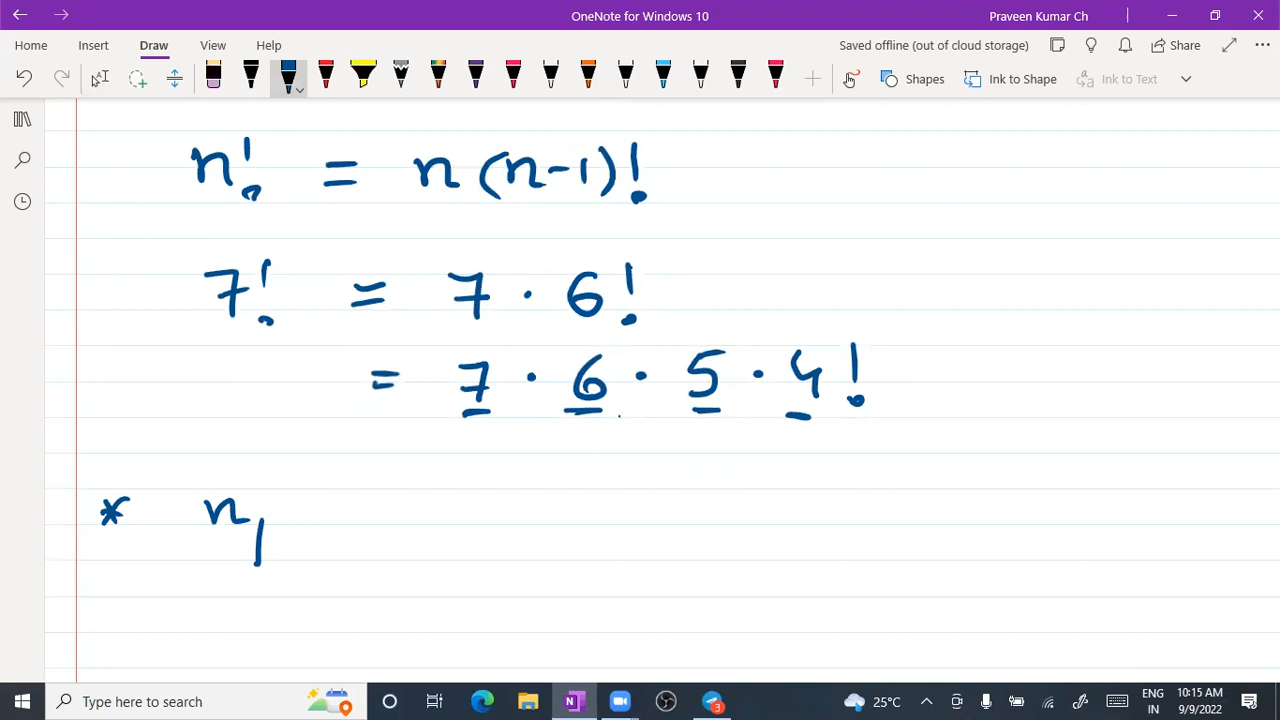 OneNote for Windows 10
Praveen Kumar Ch
Home Insert Draw View Help
Saved offline (out of cloud storage)
Share
Shapes
Ink to Shape
Ink to Text
n! = n(n-1)!
7! = 7 · 6!
= 7 · 6 · 5 · 4!
* n
Type here to search
3
25°C
ENG
IN
10:15 AM
9/9/2022